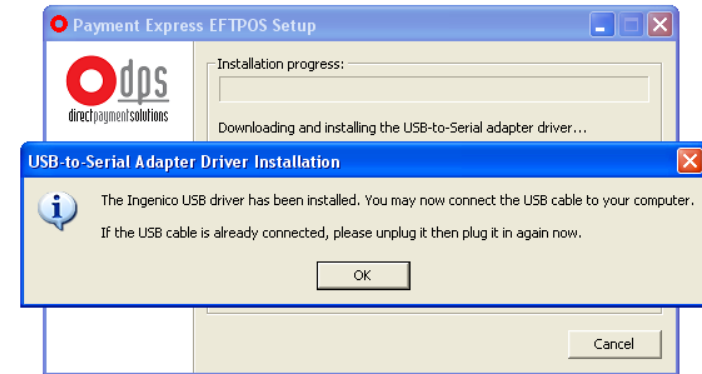 Payment Express EFTPOS Setup
dps
directpaymentsolutions
Installation progress:
Downloading and installing the USB-to-Serial adapter driver...
USB-to-Serial Adapter Driver Installation
The Ingenico USB driver has been installed. You may now connect the USB cable to your computer.
If the USB cable is already connected, please unplug it then plug it in again now.
OK
Cancel